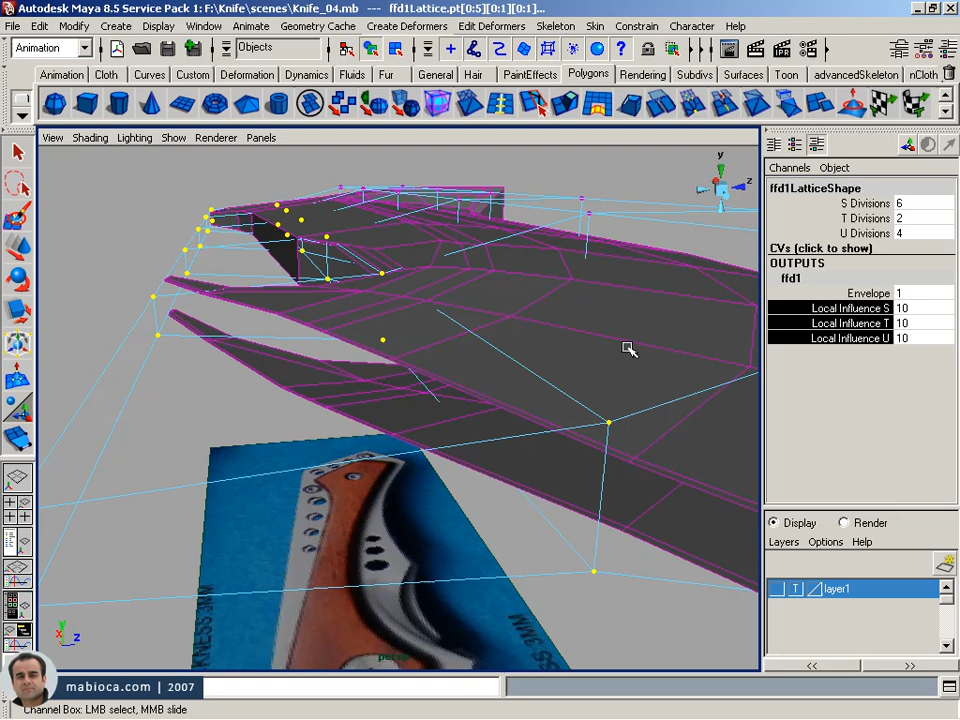 Autodesk Maya 8.5 Service Pack 1: F:\Knife\scenes\Knife_04.mb --- ffd1Lattice.pt[0:5][0:1][0:1]...
File Edit Modify Create Display Window Animate Geometry Cache Create Deformers Edit Deformers Skeleton Skin Constrain Character Help
Animation Objects
Animation Cloth Curves Custom Deformation Dynamics Fluids Fur General Hair PaintEffects Polygons Rendering Subdivs Surfaces Toon advancedSkeleton nCloth
View Shading Lighting Show Renderer Panels
Channels Object
ffd1LatticeShape
S Divisions 6
T Divisions 2
U Divisions 4
CVs (click to show)
OUTPUTS
ffd1
Envelope 1
Local Influence S 10
Local Influence T 10
Local Influence U 10
y
z
Display Render
Layers Options Help
T layer1
KNESS 3MM
NESS 3MM
y
x
z
persp
<< >>
mabioca.com | 2007
Channel Box: LMB select, MMB slide